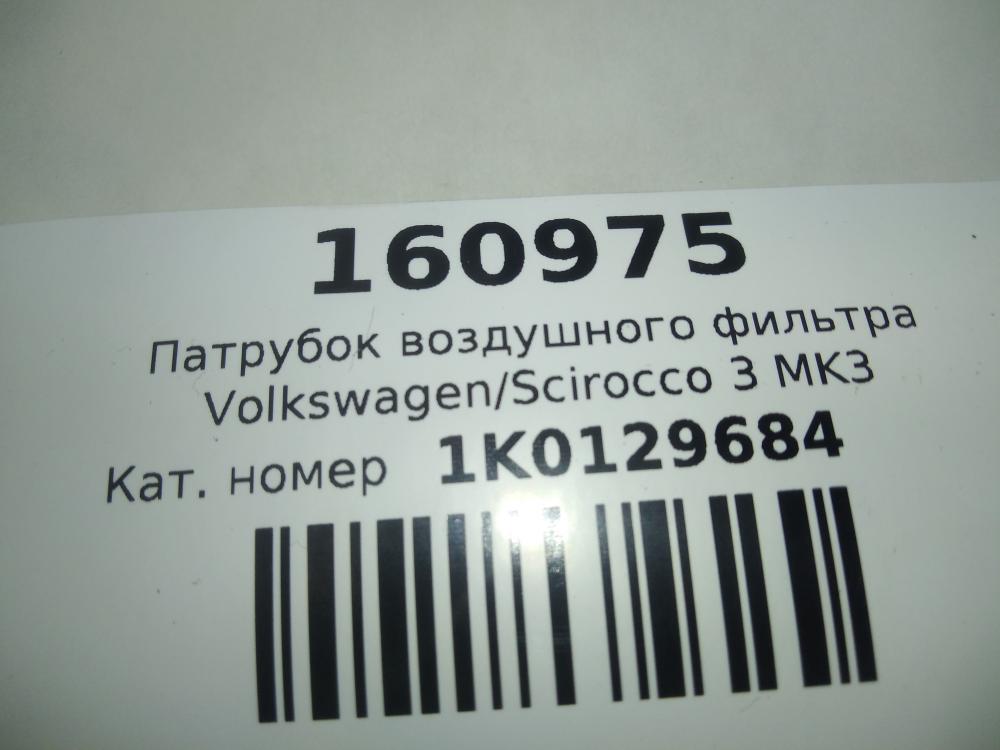 160975
Патрубок воздушного фильтра
Volkswagen/Scirocco 3 MK3
Кат. номер 1K0129684